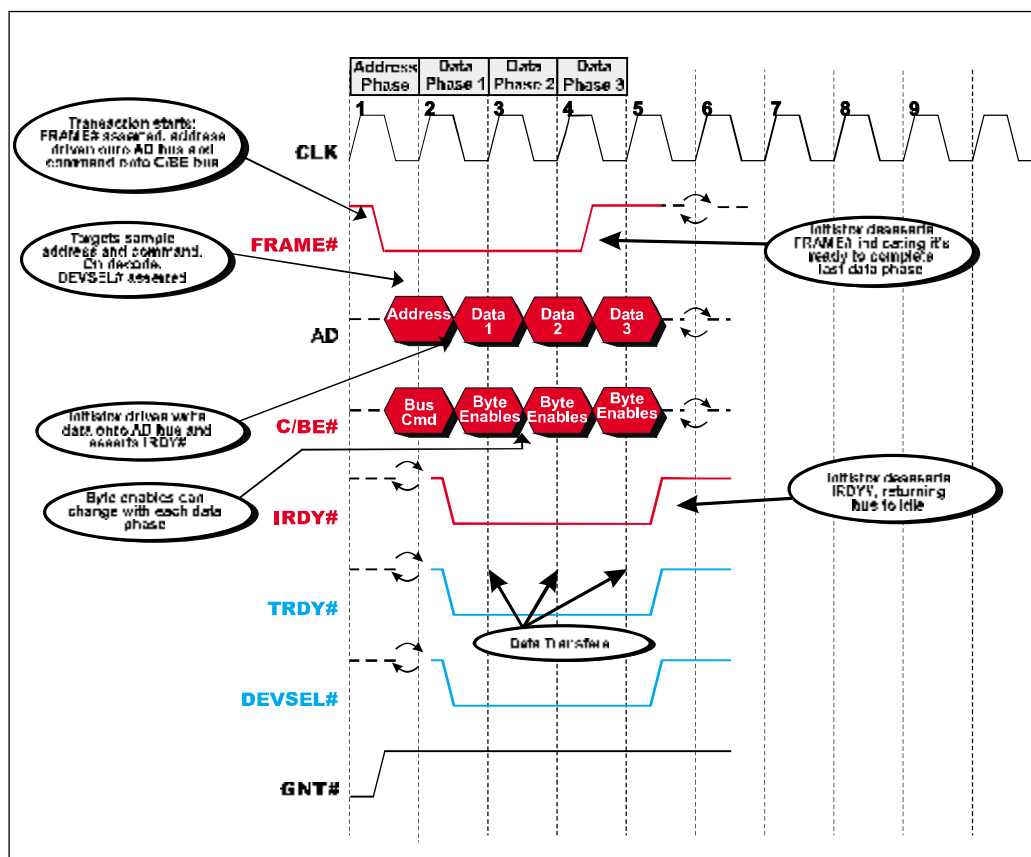 Address Phase
Data Phase 1
Data Phase 2
Data Phase 3
1 2 3 4 5 6 7 8 9
CLK
Transaction starts:
FRAME# asserted, address
driven onto AD bus and
command onto C/BE bus
FRAME#
Targets sample
address and command.
On decode,
DEVSEL# asserted
Initiator deasserts
FRAME# indicating it's
ready to complete
last data phase
AD
Address
Data 1
Data 2
Data 3
Initiator drives write
data onto AD bus and
asserts IRDY#
C/BE#
Bus Cmd
Byte Enables
Byte Enables
Byte Enables
Byte enables can
change with each data
phase
IRDY#
Initiator deasserts
IRDY#, returning
bus to idle
TRDY#
Data Transfers
DEVSEL#
GNT#